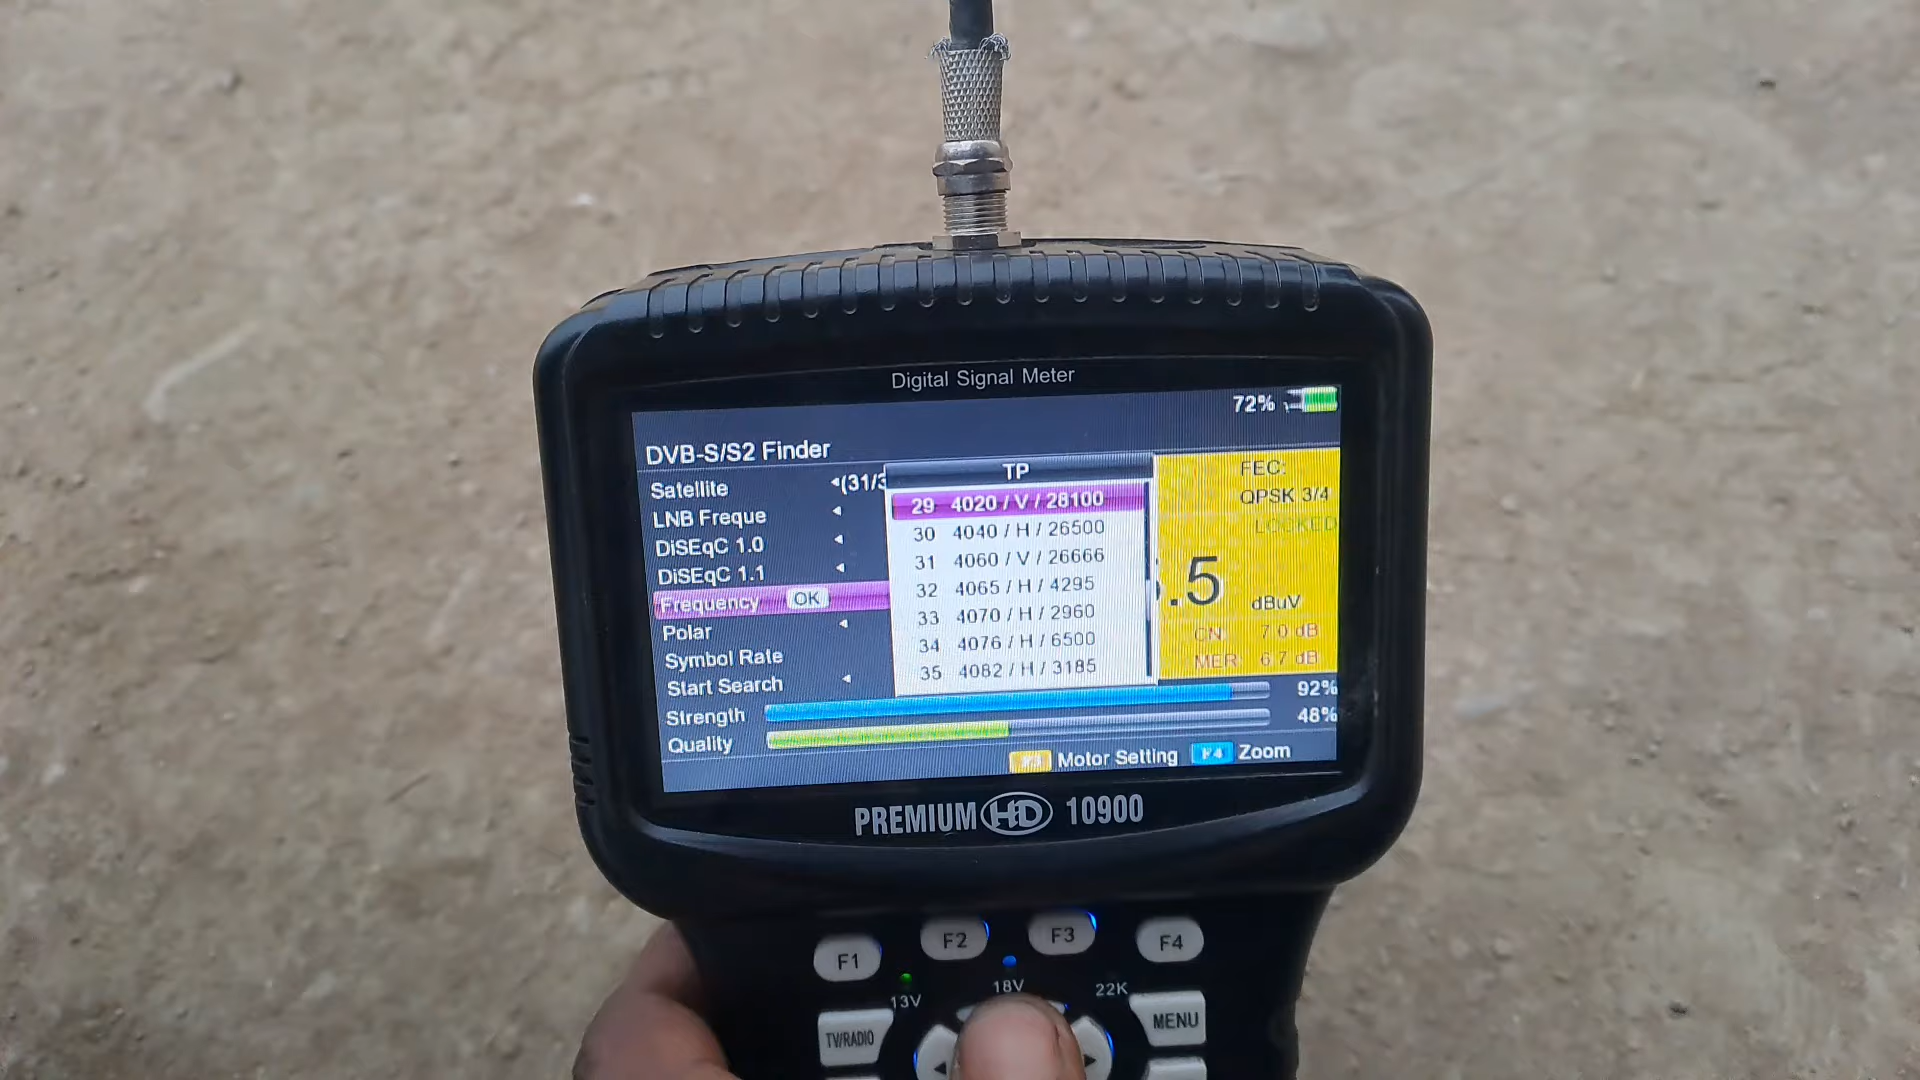 Digital Signal Meter
72%
DVB-S/S2 Finder
Satellite (31/3
LNB Freque
DiSEqC 1.0
DiSEqC 1.1
Frequency OK
Polar
Symbol Rate
Start Search
TP
29 4020 / V / 28100
30 4040 / H / 26500
31 4060 / V / 26666
32 4065 / H / 4295
33 4070 / H / 2960
34 4076 / H / 6500
35 4082 / H / 3185
FEC:
QPSK 3/4
LOCKED
.5
dBuV
CN: 7.0 dB
MER: 6.7 dB
Strength 92%
Quality 48%
F3 Motor Setting F4 Zoom
PREMIUM HD 10900
F1 F2 F3 F4
13V 18V 22K
TV/RADIO MENU